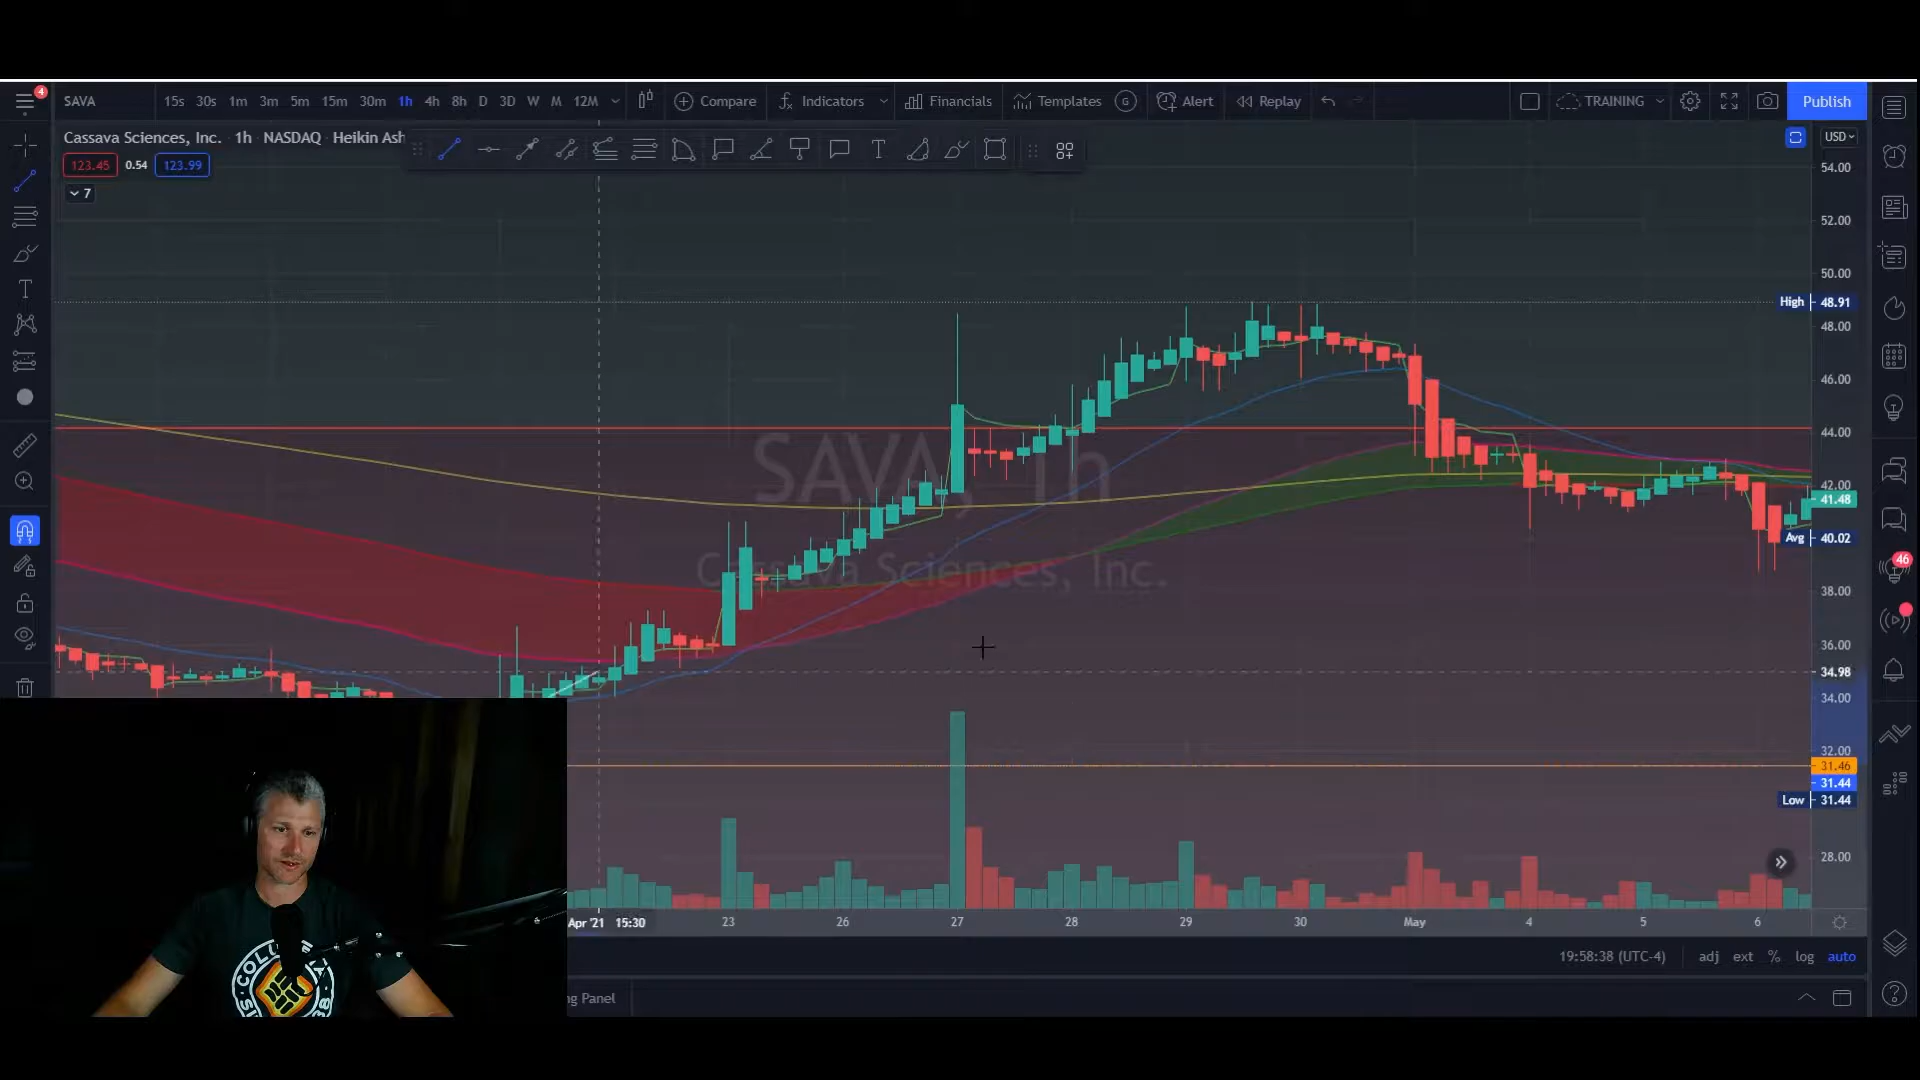 4
SAVA 15s 30s 1m 3m 5m 15m 30m 1h 4h 8h D 3D W M 12M Compare Indicators Financials Templates G Alert Replay TRAINING Publish
Cassava Sciences, Inc. 1h · NASDAQ · Heikin Ash
USD
123.45 0.54 123.99
7
54.00
52.00
50.00
High 48.91
48.00
46.00
44.00
SAVA, 1h
42.00
41.48
Avg 40.02
Cassava Sciences, Inc.
46
38.00
36.00
34.98
34.00
32.00
31.46
31.44
Low 31.44
28.00
Apr '21 15:30 23 26 27 28 29 30 May 4 5 6
19:58:38 (UTC-4) adj ext % log auto
ng Panel